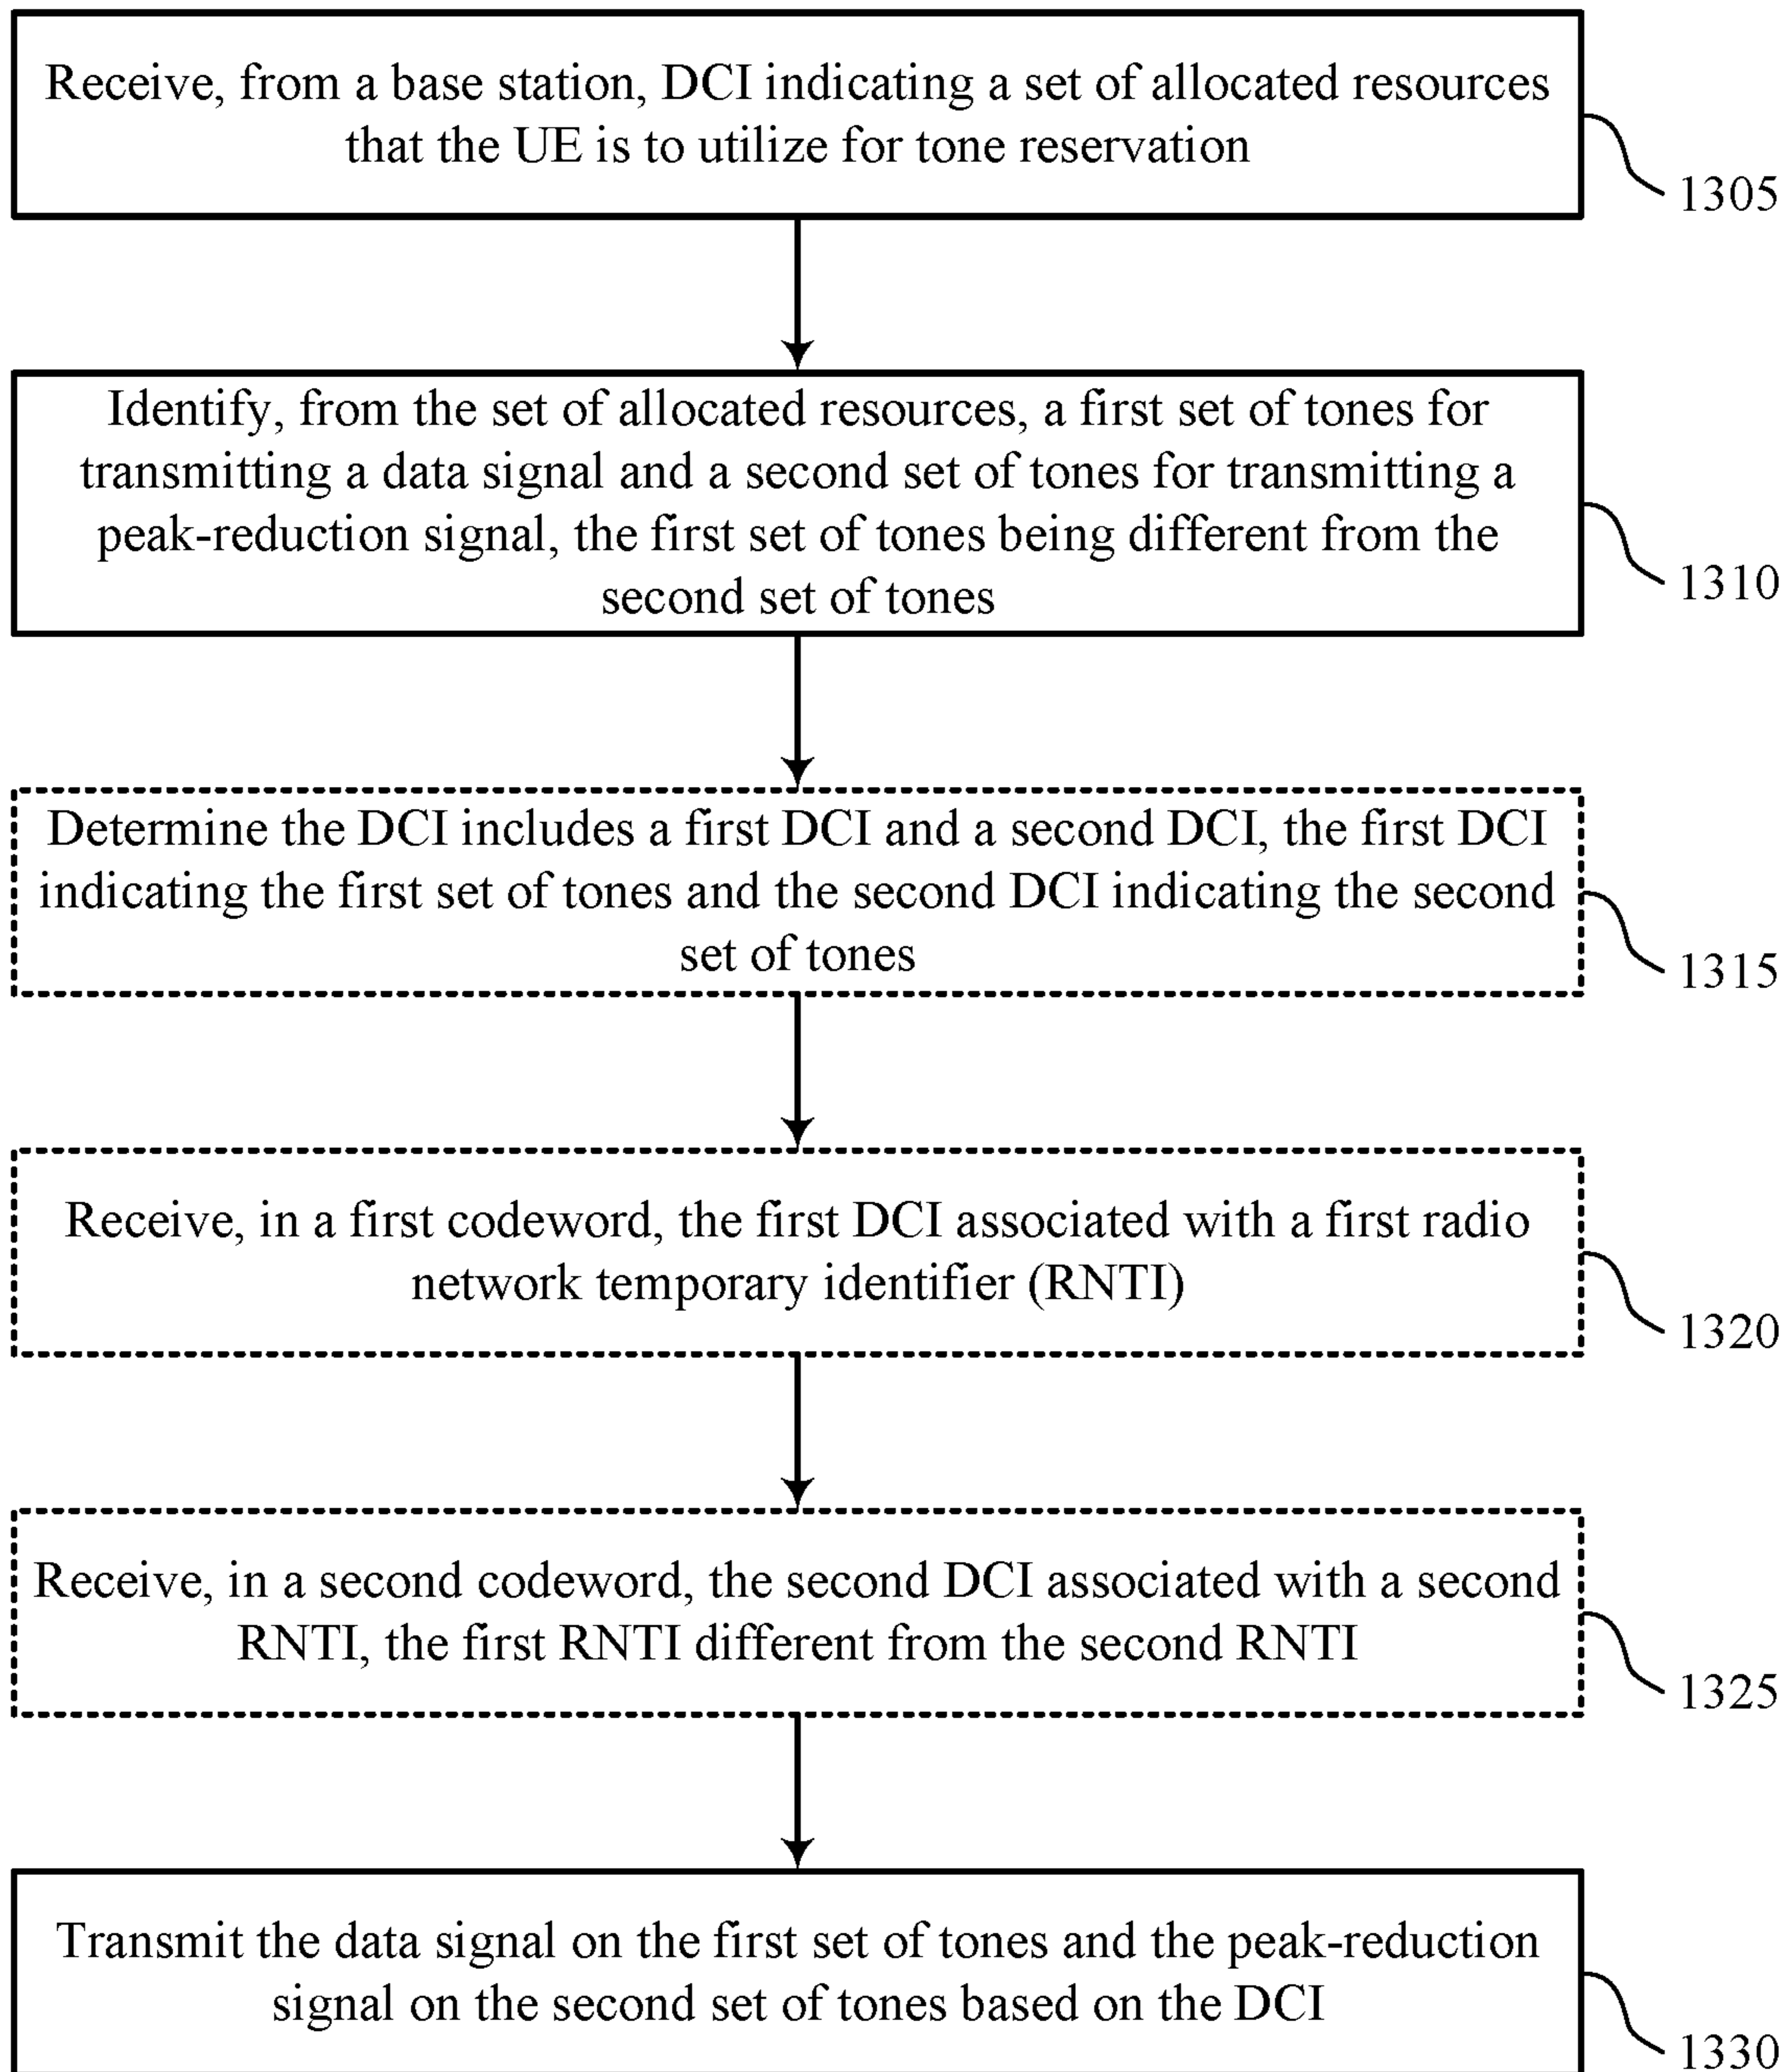 Receive, from a base station, DCI indicating a set of allocated resources
that the UE is to utilize for tone reservation
1305
Identify, from the set of allocated resources, a first set of tones for
transmitting a data signal and a second set of tones for transmitting a
peak-reduction signal, the first set of tones being different from the
second set of tones
1310
Determine the DCI includes a first DCI and a second DCI, the first DCI
indicating the first set of tones and the second DCI indicating the second
set of tones
1315
Receive, in a first codeword, the first DCI associated with a first radio
network temporary identifier (RNTI)
1320
Receive, in a second codeword, the second DCI associated with a second
RNTI, the first RNTI different from the second RNTI
1325
Transmit the data signal on the first set of tones and the peak-reduction
signal on the second set of tones based on the DCI
1330